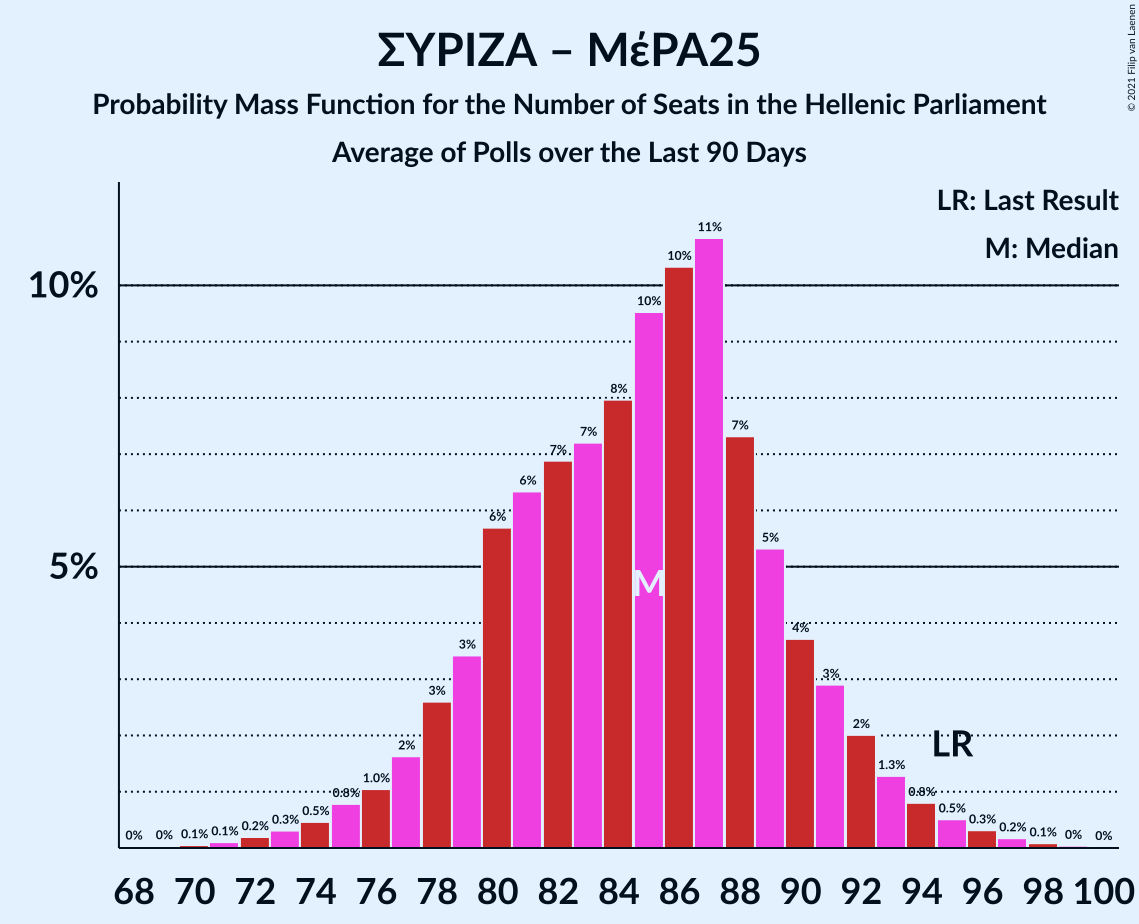 ΣΥΡΙΖΑ – ΜέΡΑ25
Probability Mass Function for the Number of Seats in the Hellenic Parliament
Average of Polls over the Last 90 Days
© 2021 Filip van Laenen
LR: Last Result
M: Median
10%
5%
0% 0% 0.1% 0.1% 0.2% 0.3% 0.5% 0.8% 1.0% 2% 3% 3% 6% 6% 7% 7% 8% 10% 10% 11% 7% 5% 4% 3% 2% 1.3% 0.8% 0.5% 0.3% 0.2% 0.1% 0% 0%
M
LR
68 70 72 74 76 78 80 82 84 86 88 90 92 94 96 98 100